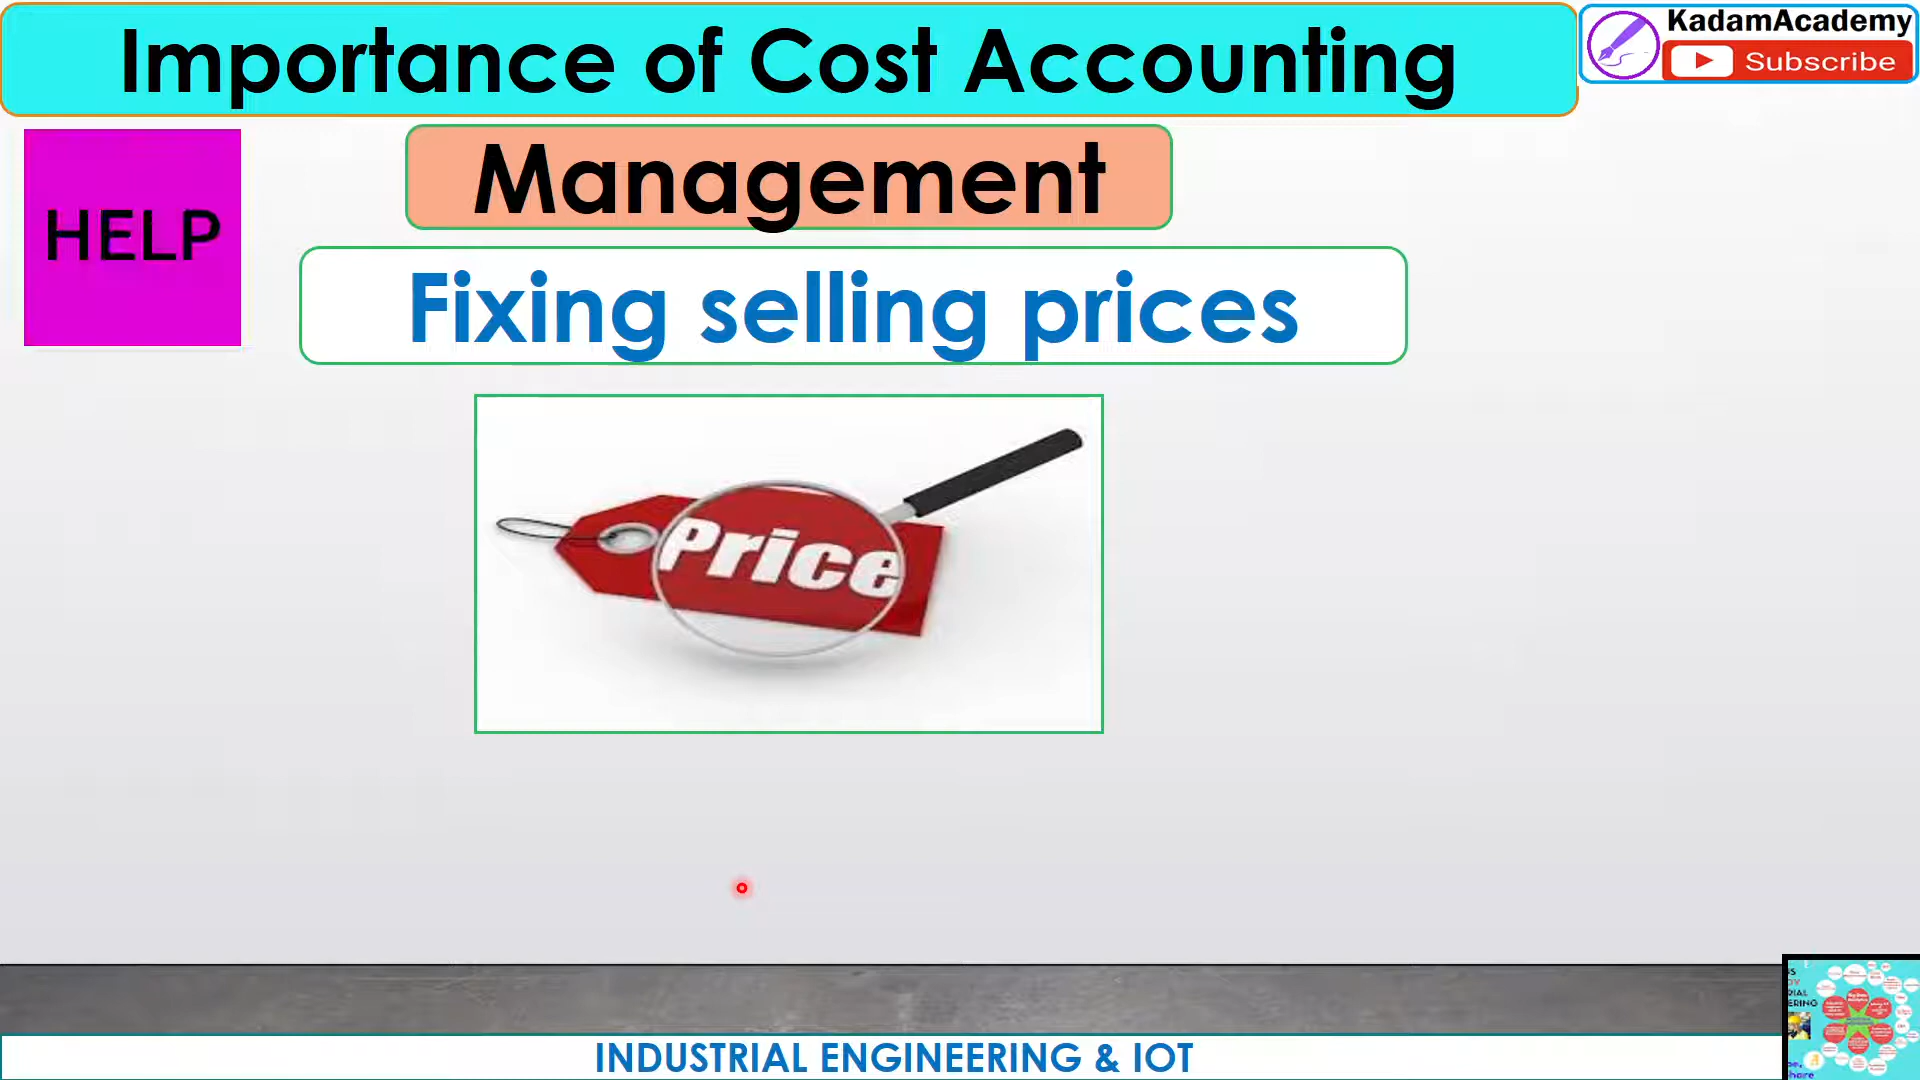 Importance of Cost Accounting
KadamAcademy
Subscribe
HELP
Management
Fixing selling prices
Price
INDUSTRIAL ENGINEERING & IOT